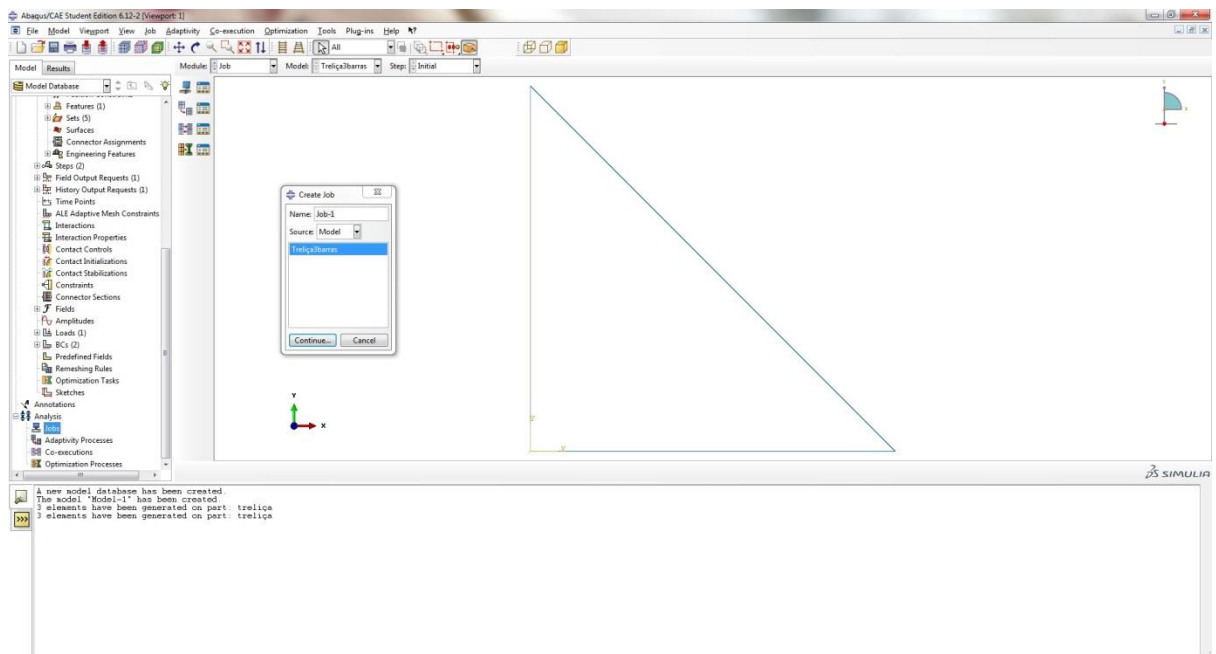 Abaqus/CAE Student Edition 6.12-2 [Viewport: 1]
File Model Viewport View Job Adaptivity Co-execution Optimization Tools Plug-ins Help
All
Model Results
Module: Job Model: Treliça3barras Step: Initial
Model Database
Features (1)
Sets (5)
Surfaces
Connector Assignments
Engineering Features
Steps (2)
Field Output Requests (1)
History Output Requests (1)
Time Points
ALE Adaptive Mesh Constraints
Interactions
Interaction Properties
Contact Controls
Contact Initializations
Contact Stabilizations
Constraints
Connector Sections
Fields
Amplitudes
Loads (1)
BCs (2)
Predefined Fields
Remeshing Rules
Optimization Tasks
Sketches
Annotations
Analysis
Jobs
Adaptivity Processes
Co-executions
Optimization Processes
Create Job
Name: Job-1
Source: Model
Treliça3barras
Continue... Cancel
Y
X
SIMULIA
A new model database has been created.
The model "Model-1" has been created.
3 elements have been generated on part: treliça
3 elements have been generated on part: treliça